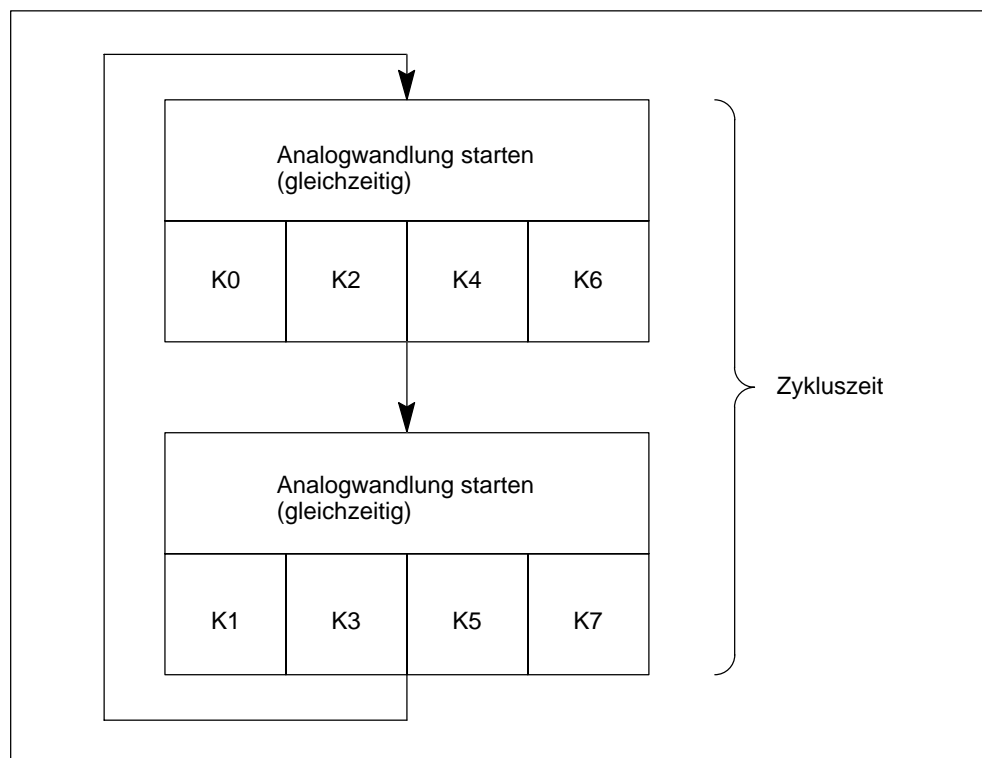 Analogwandlung starten
(gleichzeitig)
K0 K2 K4 K6
Zykluszeit
Analogwandlung starten
(gleichzeitig)
K1 K3 K5 K7